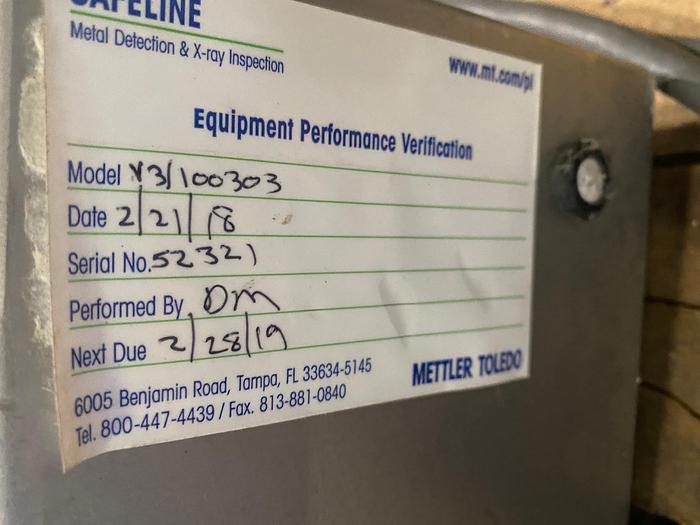 SAFELINE
Metal Detection & X-ray Inspection
www.mt.com/pi
Equipment Performance Verification
Model V3/100303
Date 2/21/18
Serial No. 52321
Performed By DM
Next Due 2/28/19
6005 Benjamin Road, Tampa, FL 33634-5145
Tel. 800-447-4439 / Fax. 813-881-0840
METTLER TOLEDO